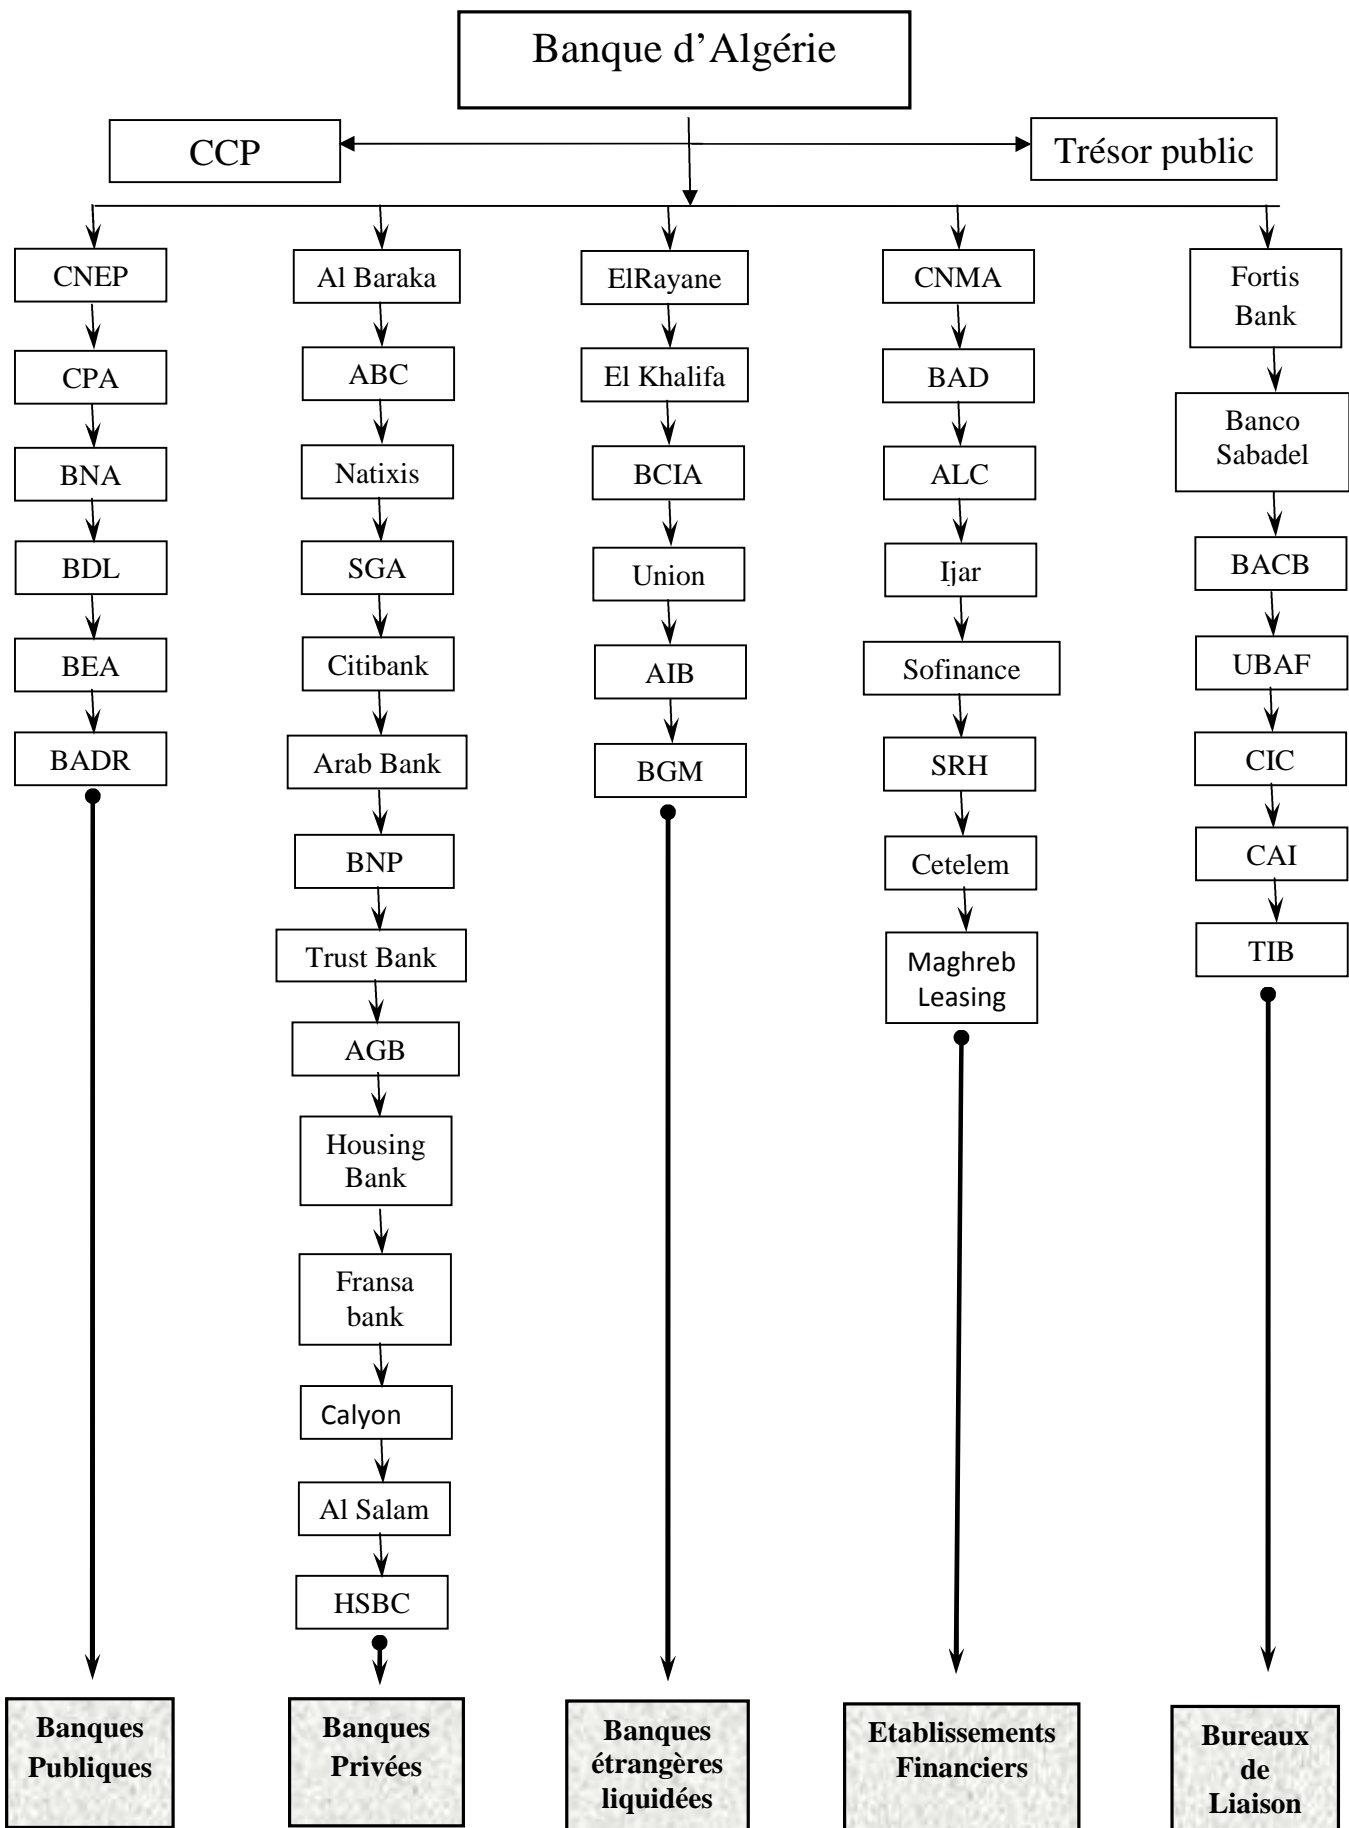 Banque d’Algérie
CCP
Trésor public
CNEP
CPA
BNA
BDL
BEA
BADR
Al Baraka
ABC
Natixis
SGA
Citibank
Arab Bank
BNP
Trust Bank
AGB
Housing
Bank
Fransa
bank
Calyon
Al Salam
HSBC
ElRayane
El Khalifa
BCIA
Union
AIB
BGM
CNMA
BAD
ALC
Ijar
Sofinance
SRH
Cetelem
Maghreb
Leasing
Fortis
Bank
Banco
Sabadel
BACB
UBAF
CIC
CAI
TIB
Banques
Publiques
Banques
Privées
Banques
étrangères
liquidées
Etablissements
Financiers
Bureaux
de
Liaison